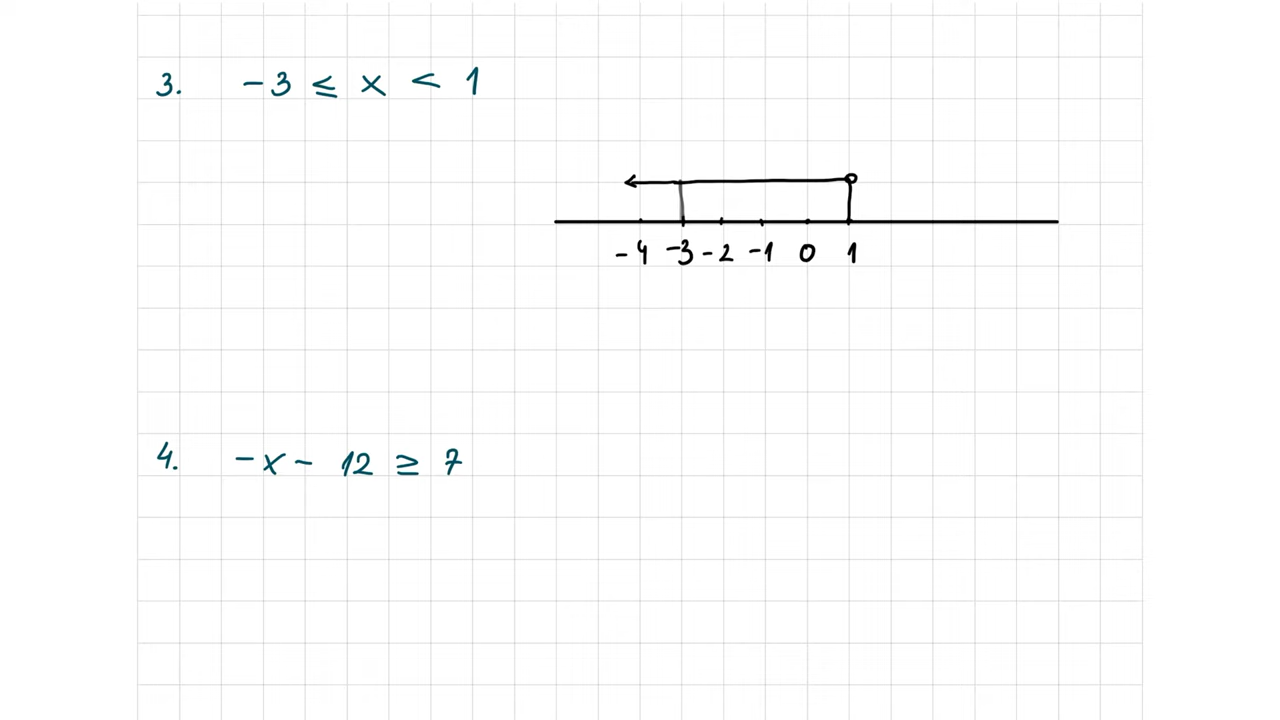 3. -3 ≤ x < 1
-4 -3 -2 -1 0 1
4. -x - 12 ≥ 7